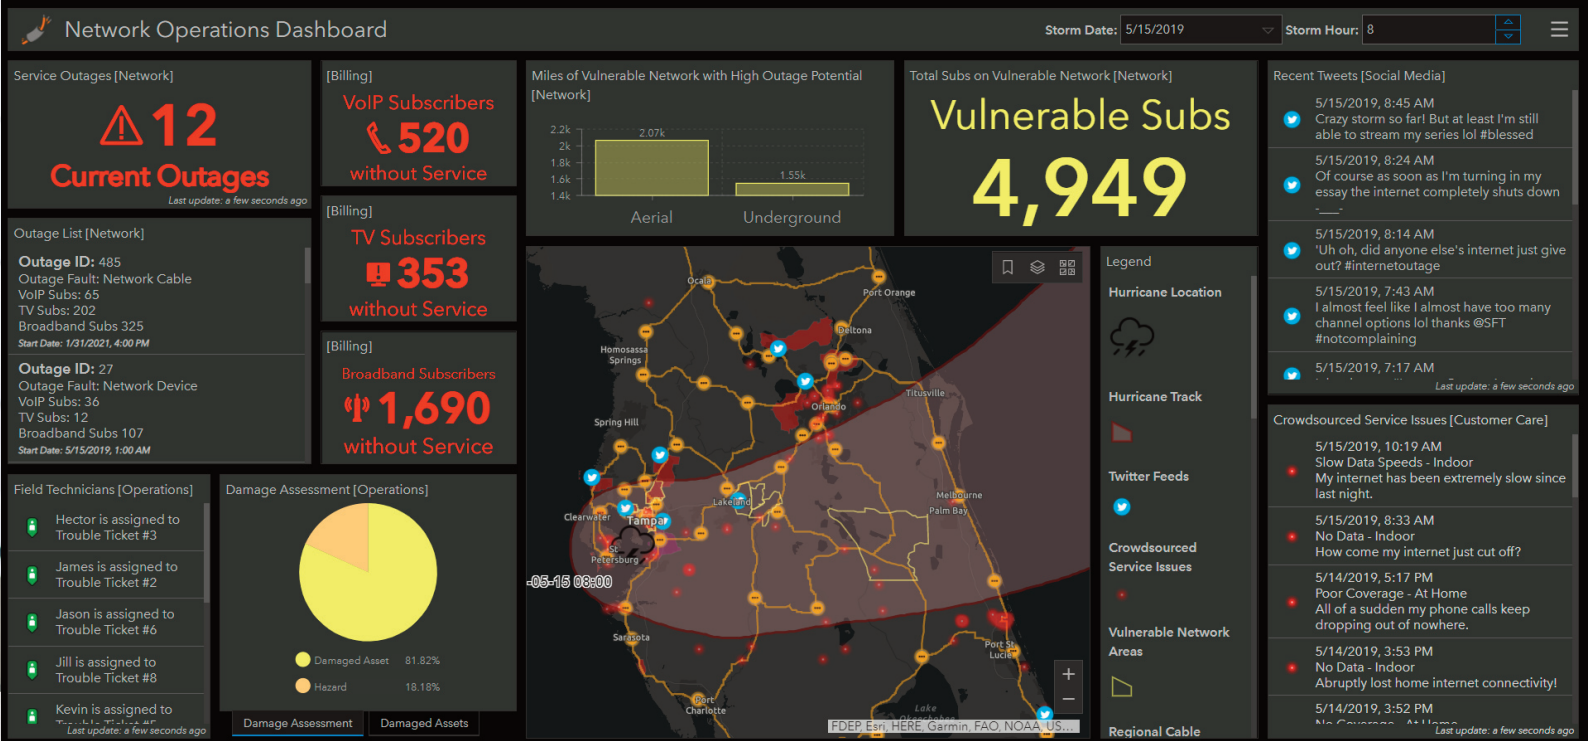 Network Operations Dashboard
Storm Date: 5/15/2019
Storm Hour: 8
Service Outages [Network]
12
Current Outages
Last update: a few seconds ago
Outage List [Network]
Outage ID: 485
Outage Fault: Network Cable
VoIP Subs: 65
TV Subs: 202
Broadband Subs 325
Start Date: 1/31/2021, 4:00 PM
Outage ID: 27
Outage Fault: Network Device
VoIP Subs: 36
TV Subs: 12
Broadband Subs 107
Start Date: 5/15/2019, 1:00 AM
[Billing]
VoIP Subscribers
520
without Service
[Billing]
TV Subscribers
353
without Service
[Billing]
Broadband Subscribers
1,690
without Service
Field Technicians [Operations]
Hector is assigned to
Trouble Ticket #3
James is assigned to
Trouble Ticket #2
Jason is assigned to
Trouble Ticket #6
Jill is assigned to
Trouble Ticket #8
Kevin is assigned to
Last update: a few seconds ago
Damage Assessment [Operations]
Damaged Asset 81.82%
Hazard 18.18%
Damage Assessment
Damaged Assets
Miles of Vulnerable Network with High Outage Potential
[Network]
2.2k
2k
1.8k
1.6k
1.4k
2.07k
1.55k
Aerial
Underground
Total Subs on Vulnerable Network [Network]
Vulnerable Subs
4,949
Ocala
Port Orange
Deltona
Homosassa
Springs
Titusville
Orlando
Spring Hill
Lakeland
Melbourne
Palm Bay
Clearwater
Tampa
St.
Petersburg
-05-15 08:00
Sarasota
Port St.
Lucie
Port
Charlotte
Lake
FDEP, Esri, HERE, Garmin, FAO, NOAA, US...
+
−
Legend
Hurricane Location
Hurricane Track
Twitter Feeds
Crowdsourced
Service Issues
Vulnerable Network
Areas
Regional Cable
Recent Tweets [Social Media]
5/15/2019, 8:45 AM
Crazy storm so far! But at least I'm still
able to stream my series lol #blessed
5/15/2019, 8:24 AM
Of course as soon as I'm turning in my
essay the internet completely shuts down
-___-
5/15/2019, 8:14 AM
'Uh oh, did anyone else's internet just give
out? #internetoutage
5/15/2019, 7:43 AM
I almost feel like I almost have too many
channel options lol thanks @SFT
#notcomplaining
5/15/2019, 7:17 AM
Last update: a few seconds ago
Crowdsourced Service Issues [Customer Care]
5/15/2019, 10:19 AM
Slow Data Speeds - Indoor
My internet has been extremely slow since
last night.
5/15/2019, 8:33 AM
No Data - Indoor
How come my internet just cut off?
5/14/2019, 5:17 PM
Poor Coverage - At Home
All of a sudden my phone calls keep
dropping out of nowhere.
5/14/2019, 3:53 PM
No Data - Indoor
Abruptly lost home internet connectivity!
5/14/2019, 3:52 PM
No Coverage - At Home
Last update: a few seconds ago